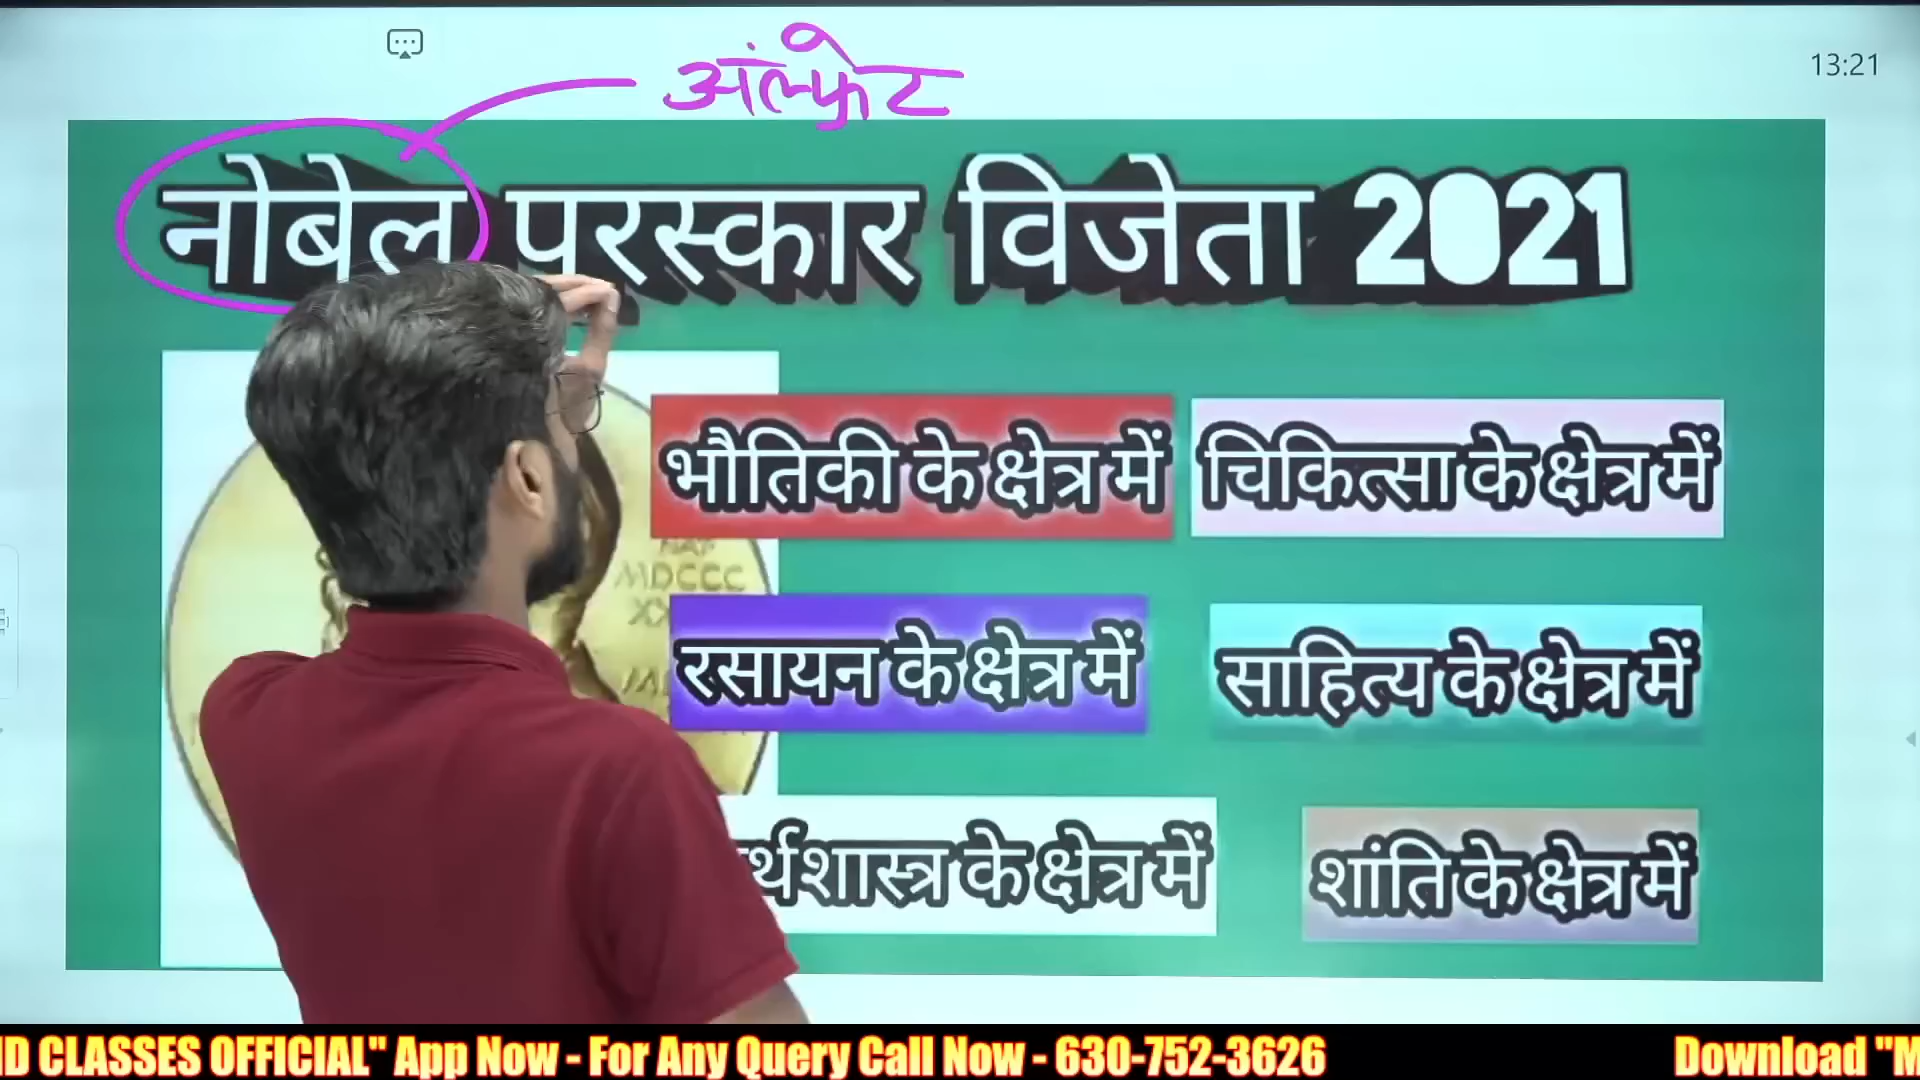 अंल्फ्रेट
13:21
नोबेल पुरस्कार विजेता 2021
भौतिकी के क्षेत्र में
चिकित्सा के क्षेत्र में
MDCCC
रसायन के क्षेत्र में
साहित्य के क्षेत्र में
र्थशास्त्र के क्षेत्र में
शांति के क्षेत्र में
D CLASSES OFFICIAL" App Now - For Any Query Call Now - 630-752-3626
Download "M